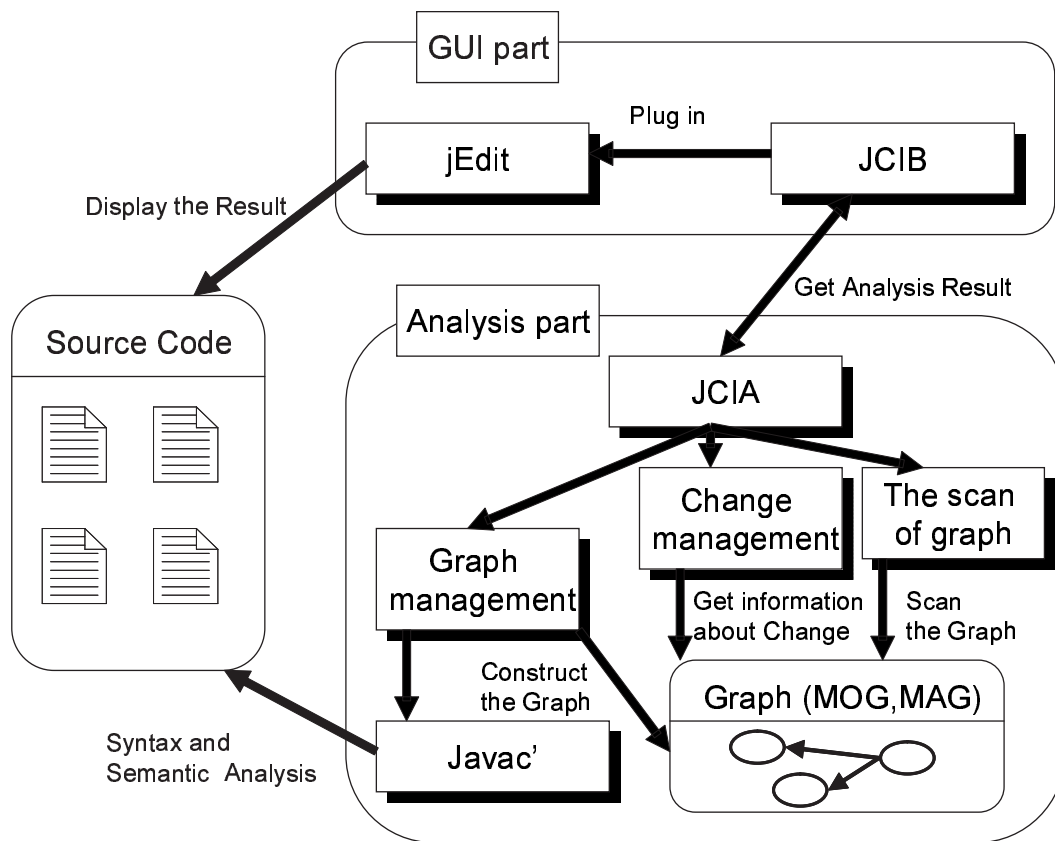 GUI part
Plug in
jEdit
JCIB
Display the Result
Get Analysis Result
Analysis part
Source Code
JCIA
Change
management
The scan
of graph
Graph
management
Get information
about Change
Scan
the Graph
Construct
the Graph
Graph (MOG,MAG)
Syntax and
Semantic Analysis
Javac’